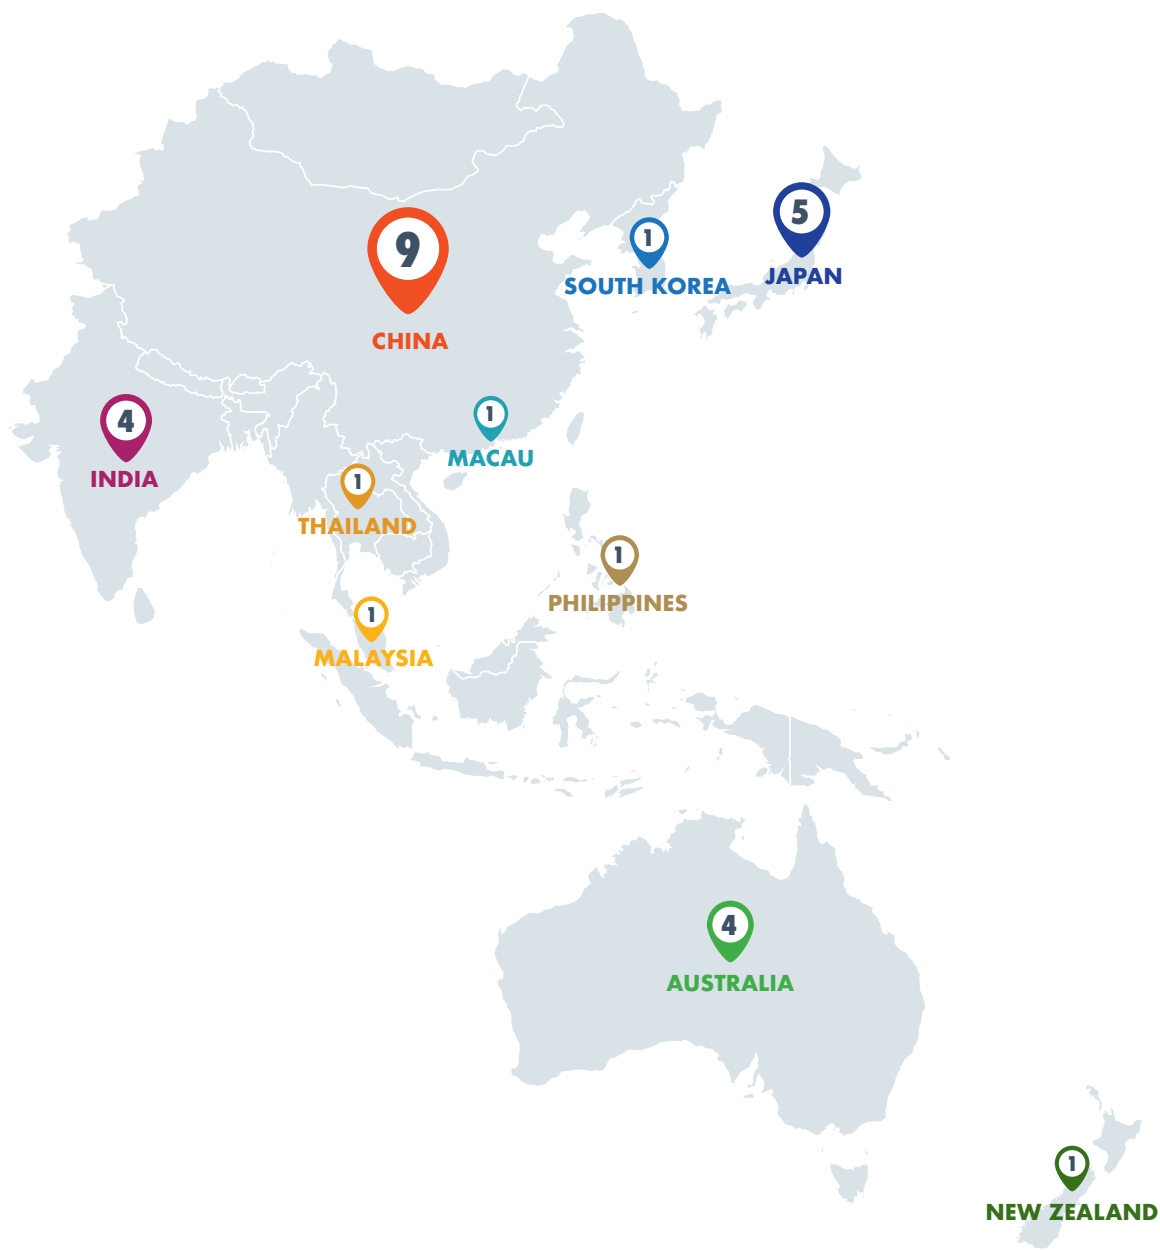 5
JAPAN
1
SOUTH KOREA
9
CHINA
4
INDIA
1
MACAU
1
THAILAND
1
PHILIPPINES
1
MALAYSIA
4
AUSTRALIA
1
NEW ZEALAND